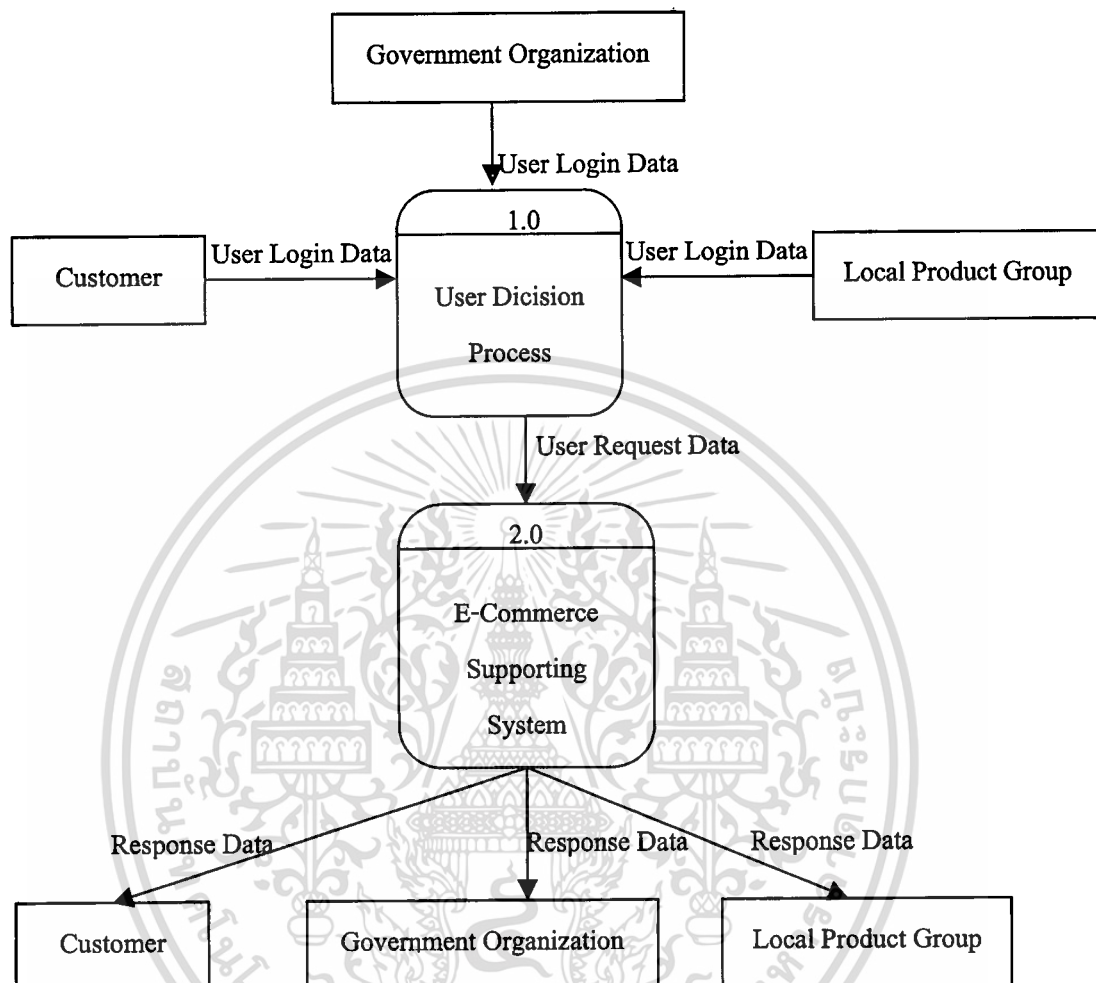 Government Organization
User Login Data
1.0
User Login Data
User Login Data
Customer
Local Product Group
User Dicision
Process
User Request Data
2.0
E-Commerce
Supporting
System
Response Data
Response Data
Response Data
Customer
Government Organization
Local Product Group